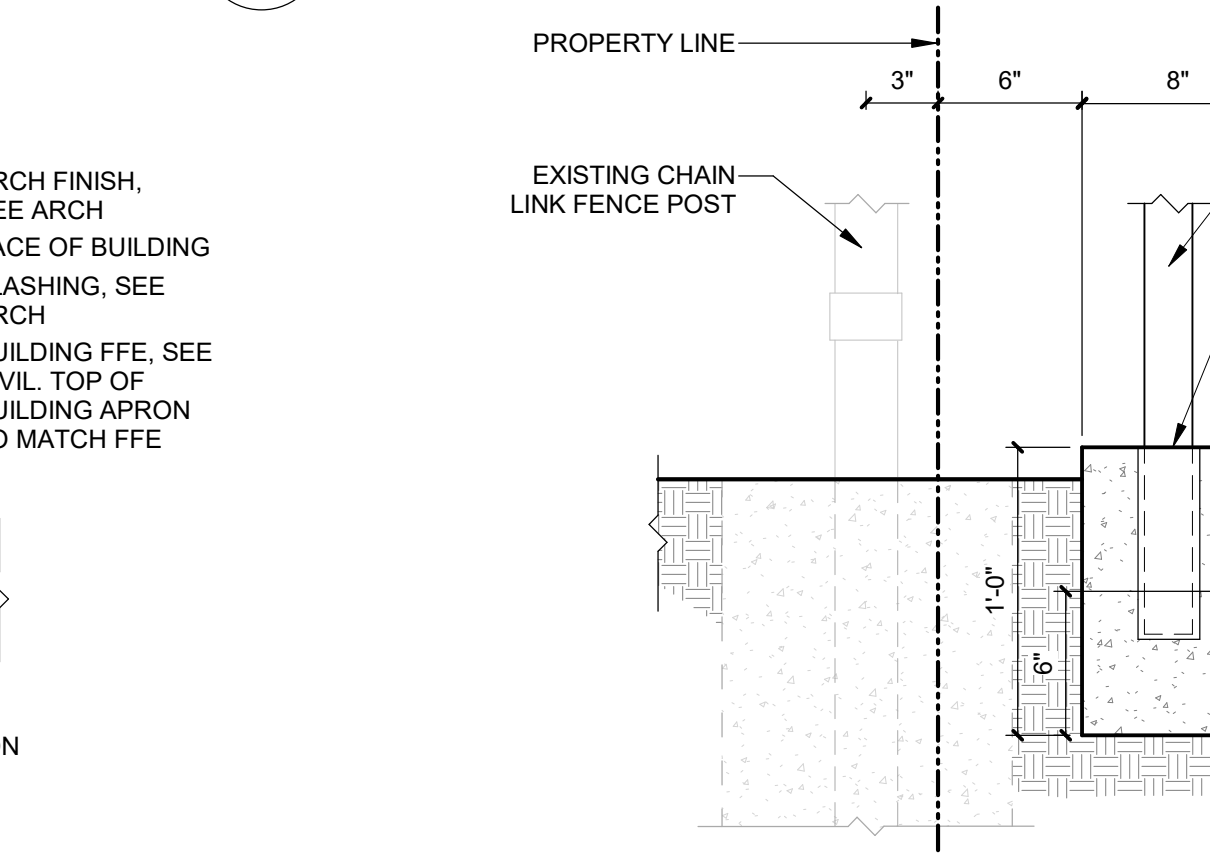 RCH FINISH,
EE ARCH
ACE OF BUILDING
LASHING, SEE
RCH
UILDING FFE, SEE
VIL. TOP OF
UILDING APRON
O MATCH FFE
ON
PROPERTY LINE
3"
6"
8"
EXISTING CHAIN
LINK FENCE POST
1'-0"
6"